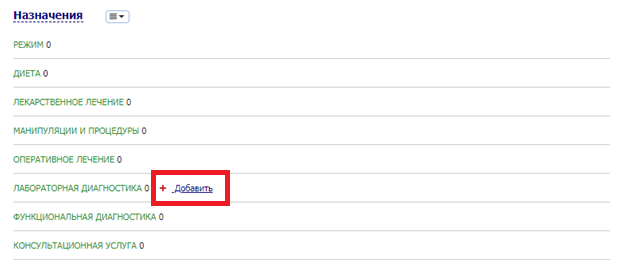 Назначения
РЕЖИМ 0
ДИЕТА 0
ЛЕКАРСТВЕННОЕ ЛЕЧЕНИЕ 0
МАНИПУЛЯЦИИ И ПРОЦЕДУРЫ 0
ОПЕРАТИВНОЕ ЛЕЧЕНИЕ 0
ЛАБОРАТОРНАЯ ДИАГНОСТИКА 0 + Добавить
ФУНКЦИОНАЛЬНАЯ ДИАГНОСТИКА 0
КОНСУЛЬТАЦИОННАЯ УСЛУГА 0